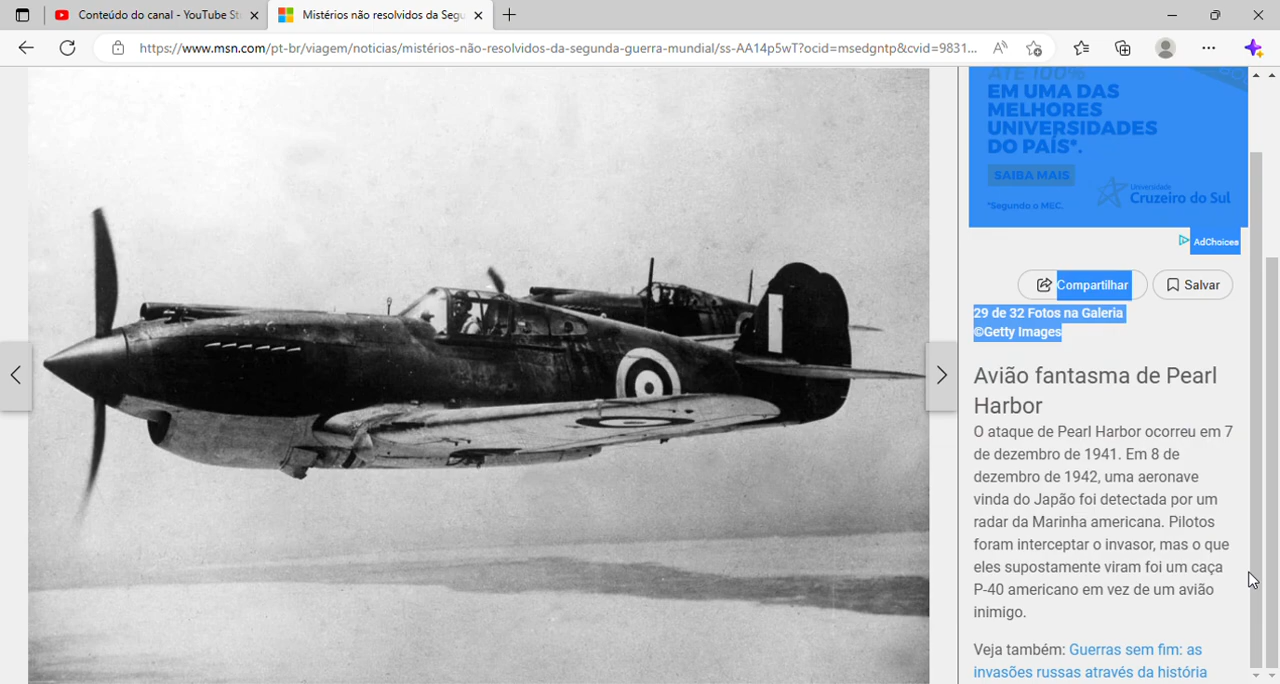 Conteúdo do canal - YouTube St
Mistérios não resolvidos da Segu
https://www.msn.com/pt-br/viagem/noticias/mistérios-não-resolvidos-da-segunda-guerra-mundial/ss-AA14p5wT?ocid=msedgntp&cvid=9831...
ATÉ 100%
EM UMA DAS
MELHORES
UNIVERSIDADES
DO PAÍS*.
SAIBA MAIS
*Segundo o MEC.
Universidade
Cruzeiro do Sul
AdChoices
Compartilhar
Salvar
29 de 32 Fotos na Galeria
©Getty Images
Avião fantasma de Pearl
Harbor
O ataque de Pearl Harbor ocorreu em 7
de dezembro de 1941. Em 8 de
dezembro de 1942, uma aeronave
vinda do Japão foi detectada por um
radar da Marinha americana. Pilotos
foram interceptar o invasor, mas o que
eles supostamente viram foi um caça
P-40 americano em vez de um avião
inimigo.
Veja também: Guerras sem fim: as
invasões russas através da história